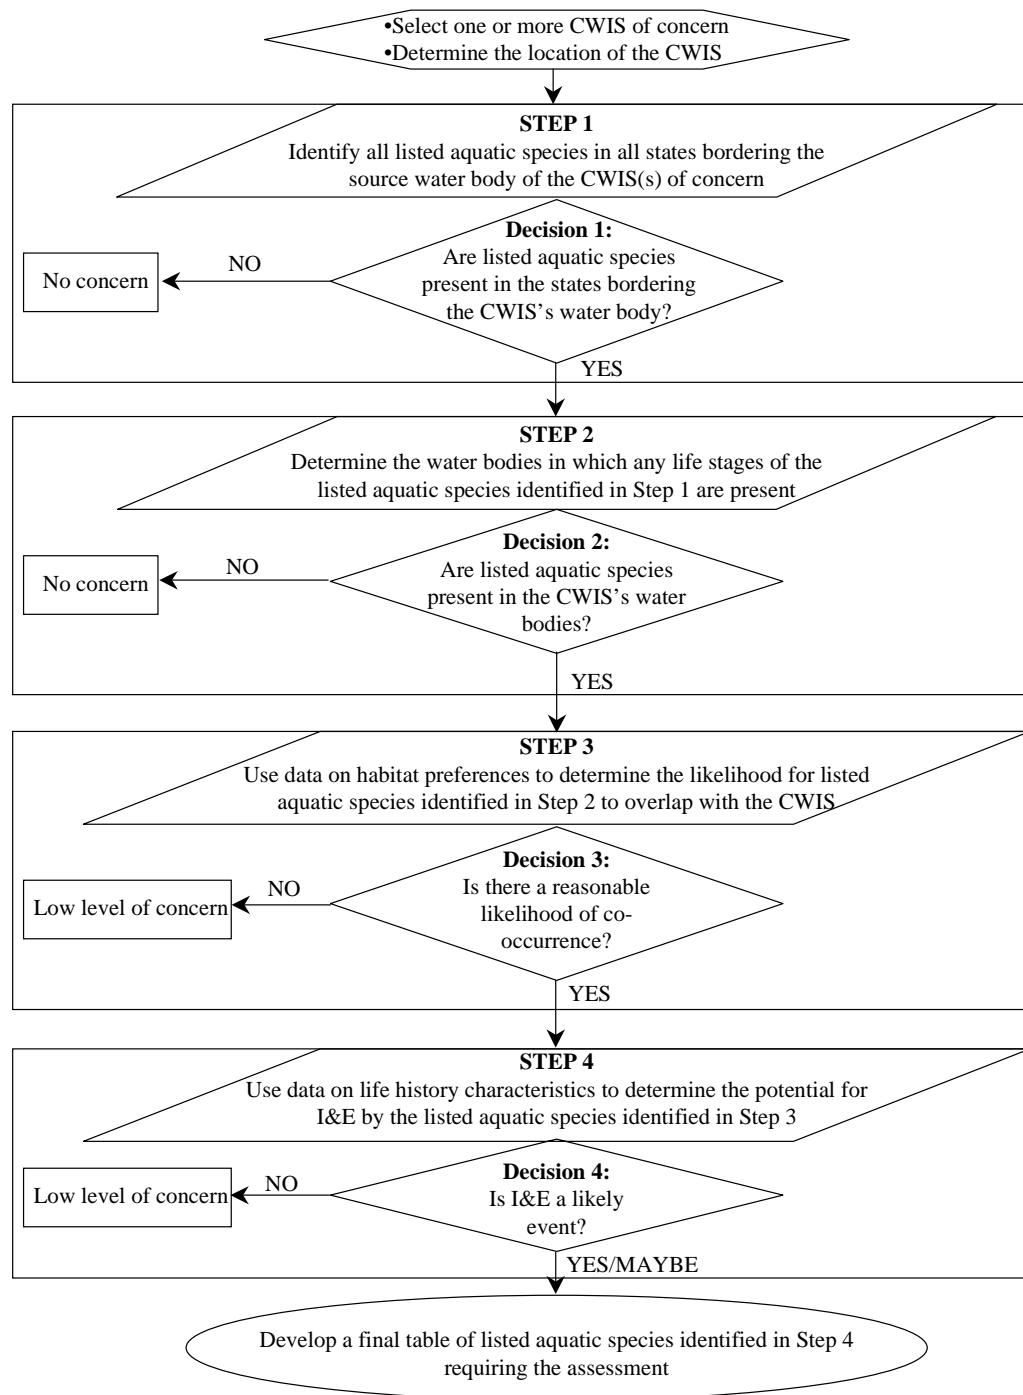 •Select one or more CWIS of concern
•Determine the location of the CWIS
STEP 1
Identify all listed aquatic species in all states bordering the
source water body of the CWIS(s) of concern
Decision 1:
Are listed aquatic species
present in the states bordering
the CWIS's water body?
NO
No concern
YES
STEP 2
Determine the water bodies in which any life stages of the
listed aquatic species identified in Step 1 are present
Decision 2:
Are listed aquatic species
present in the CWIS's water
bodies?
NO
No concern
YES
STEP 3
Use data on habitat preferences to determine the likelihood for listed
aquatic species identified in Step 2 to overlap with the CWIS
Decision 3:
Is there a reasonable
likelihood of co-
occurrence?
NO
Low level of concern
YES
STEP 4
Use data on life history characteristics to determine the potential for
I&E by the listed aquatic species identified in Step 3
Decision 4:
Is I&E a likely
event?
NO
Low level of concern
YES/MAYBE
Develop a final table of listed aquatic species identified in Step 4
requiring the assessment